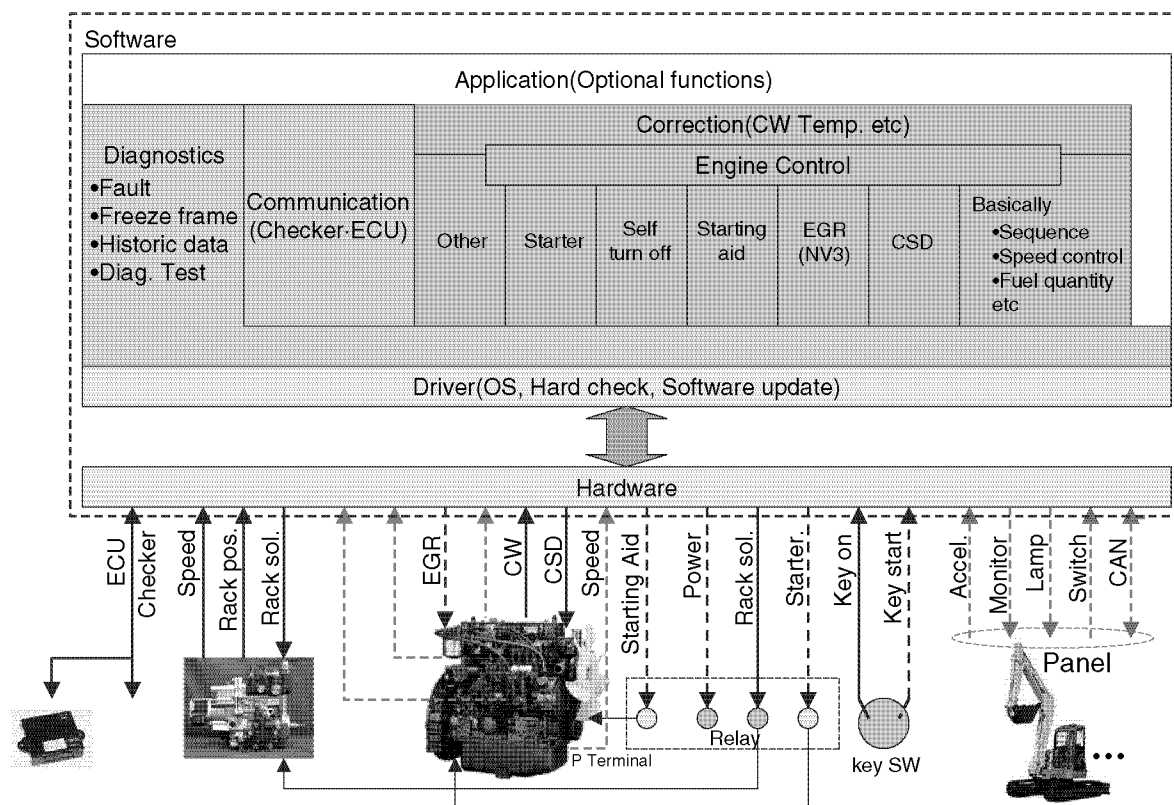 Software
Application(Optional functions)
Correction(CW Temp. etc)
Engine Control
Diagnostics
•Fault
•Freeze frame
•Historic data
•Diag. Test
Communication
(Checker·ECU)
Other
Starter
Self
turn off
Starting
aid
EGR
(NV3)
CSD
Basically
•Sequence
•Speed control
•Fuel quantity
etc
Driver(OS, Hard check, Software update)
Hardware
ECU
Checker
Speed
Rack pos.
Rack sol.
EGR
CW
CSD
Speed
Starting Aid
Power
Rack sol.
Starter.
Key on
Key start
Accel.
Monitor
Lamp
Switch
CAN
Panel
Relay
P Terminal
key SW
•••